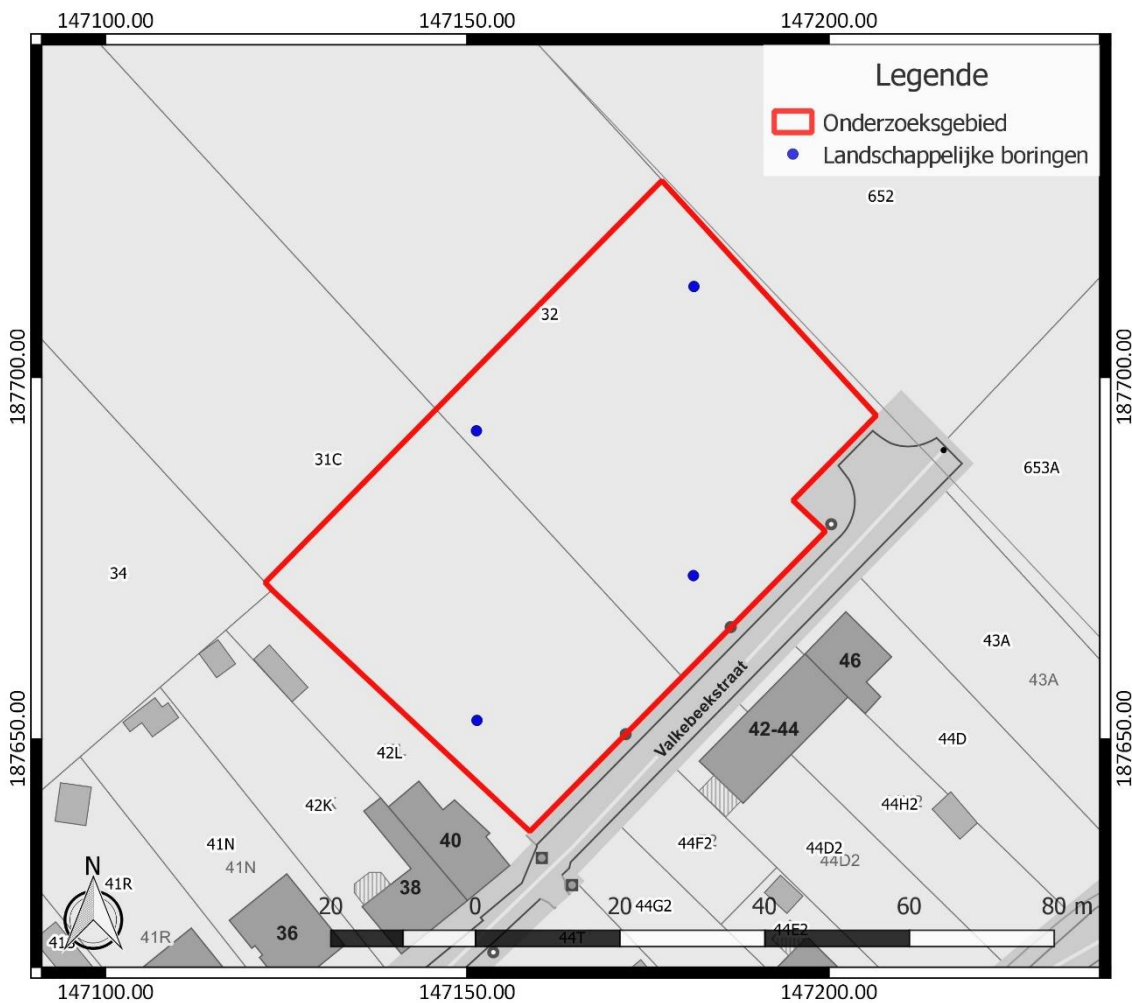 147100.00 147150.00 147200.00
Legende
Onderzoeksgebied
Landschappelijke boringen
652
32
187700.00
187700.00
31C
653A
34
43A
46
43A
Valkebeekstraat
42-44
187650.00
187650.00
42L
44D
42K
44H2
41N
40
44F2
44D2
41N
44D2
N
41R
38
20 0 20 40 60 80 m
44G2
36
41R
44T
44E2
147100.00 147150.00 147200.00